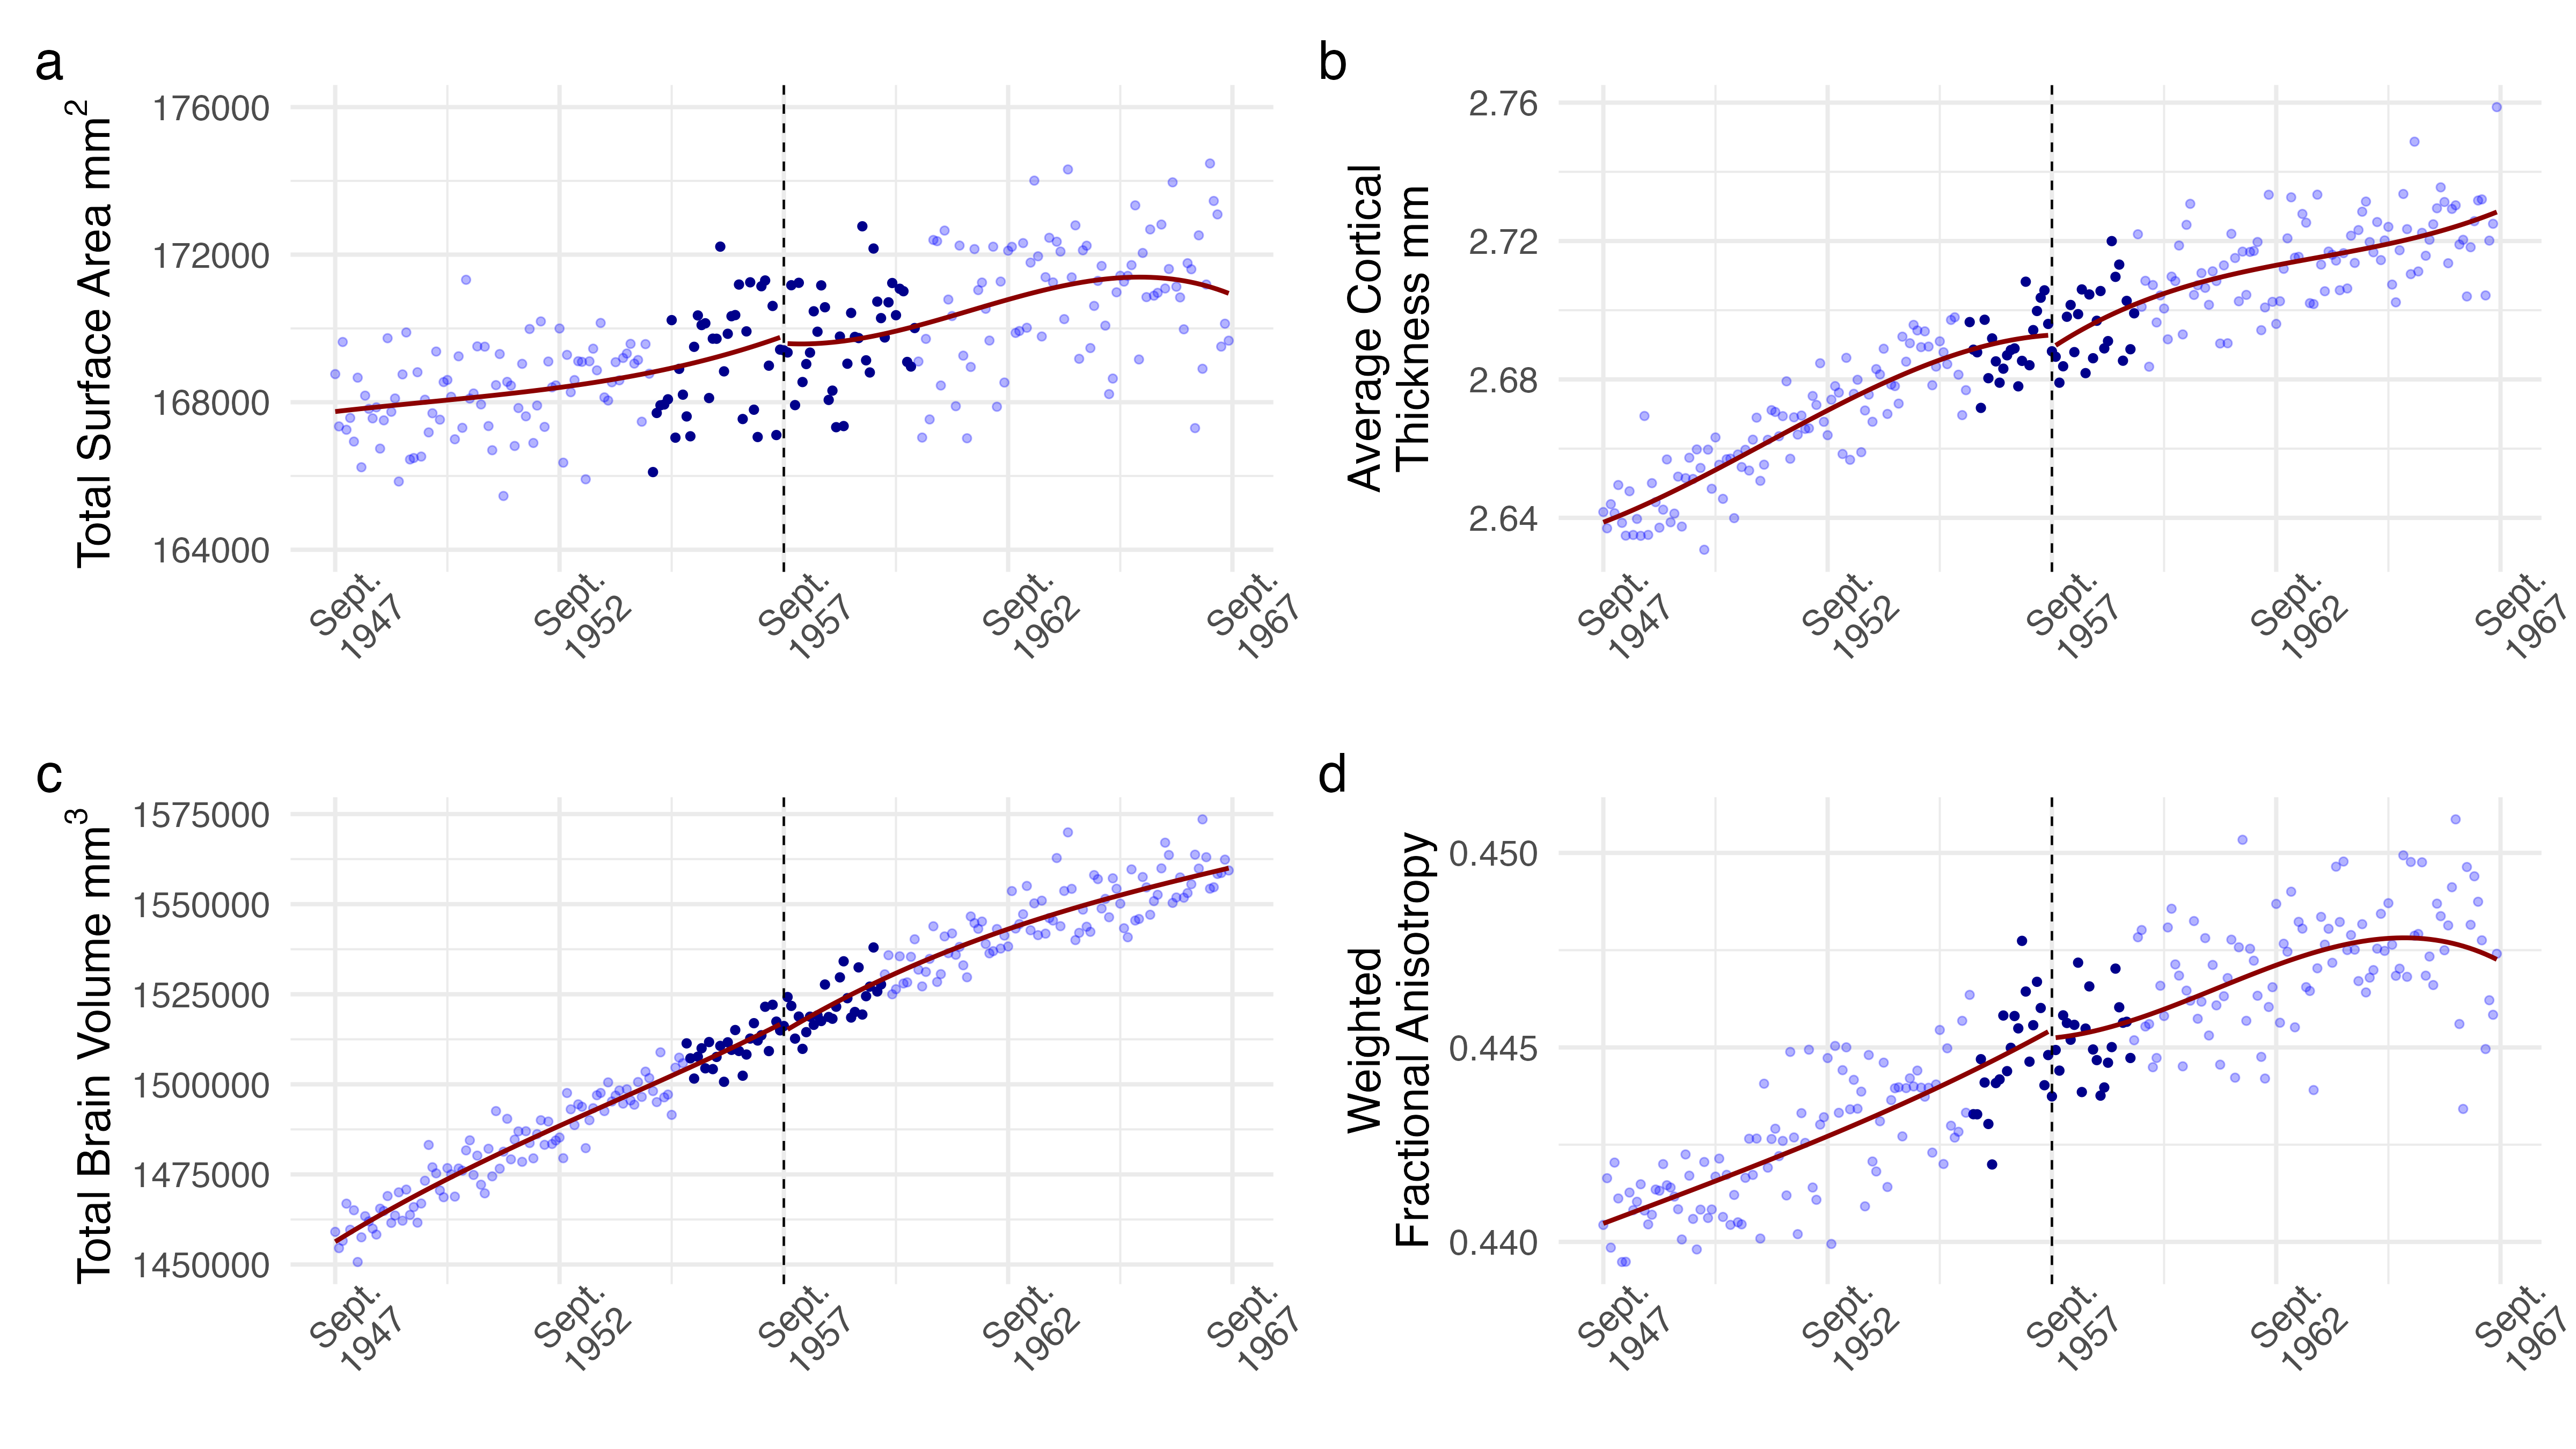 a
Total Surface Area mm2
176000
172000
168000
164000
Sept.
1947
Sept.
1952
Sept.
1957
Sept.
1962
Sept.
1967
b
Average Cortical
Thickness mm
2.76
2.72
2.68
2.64
Sept.
1947
Sept.
1952
Sept.
1957
Sept.
1962
Sept.
1967
c
Total Brain Volume mm3
1575000
1550000
1525000
1500000
1475000
1450000
Sept.
1947
Sept.
1952
Sept.
1957
Sept.
1962
Sept.
1967
d
Weighted
Fractional Anisotropy
0.450
0.445
0.440
Sept.
1947
Sept.
1952
Sept.
1957
Sept.
1962
Sept.
1967